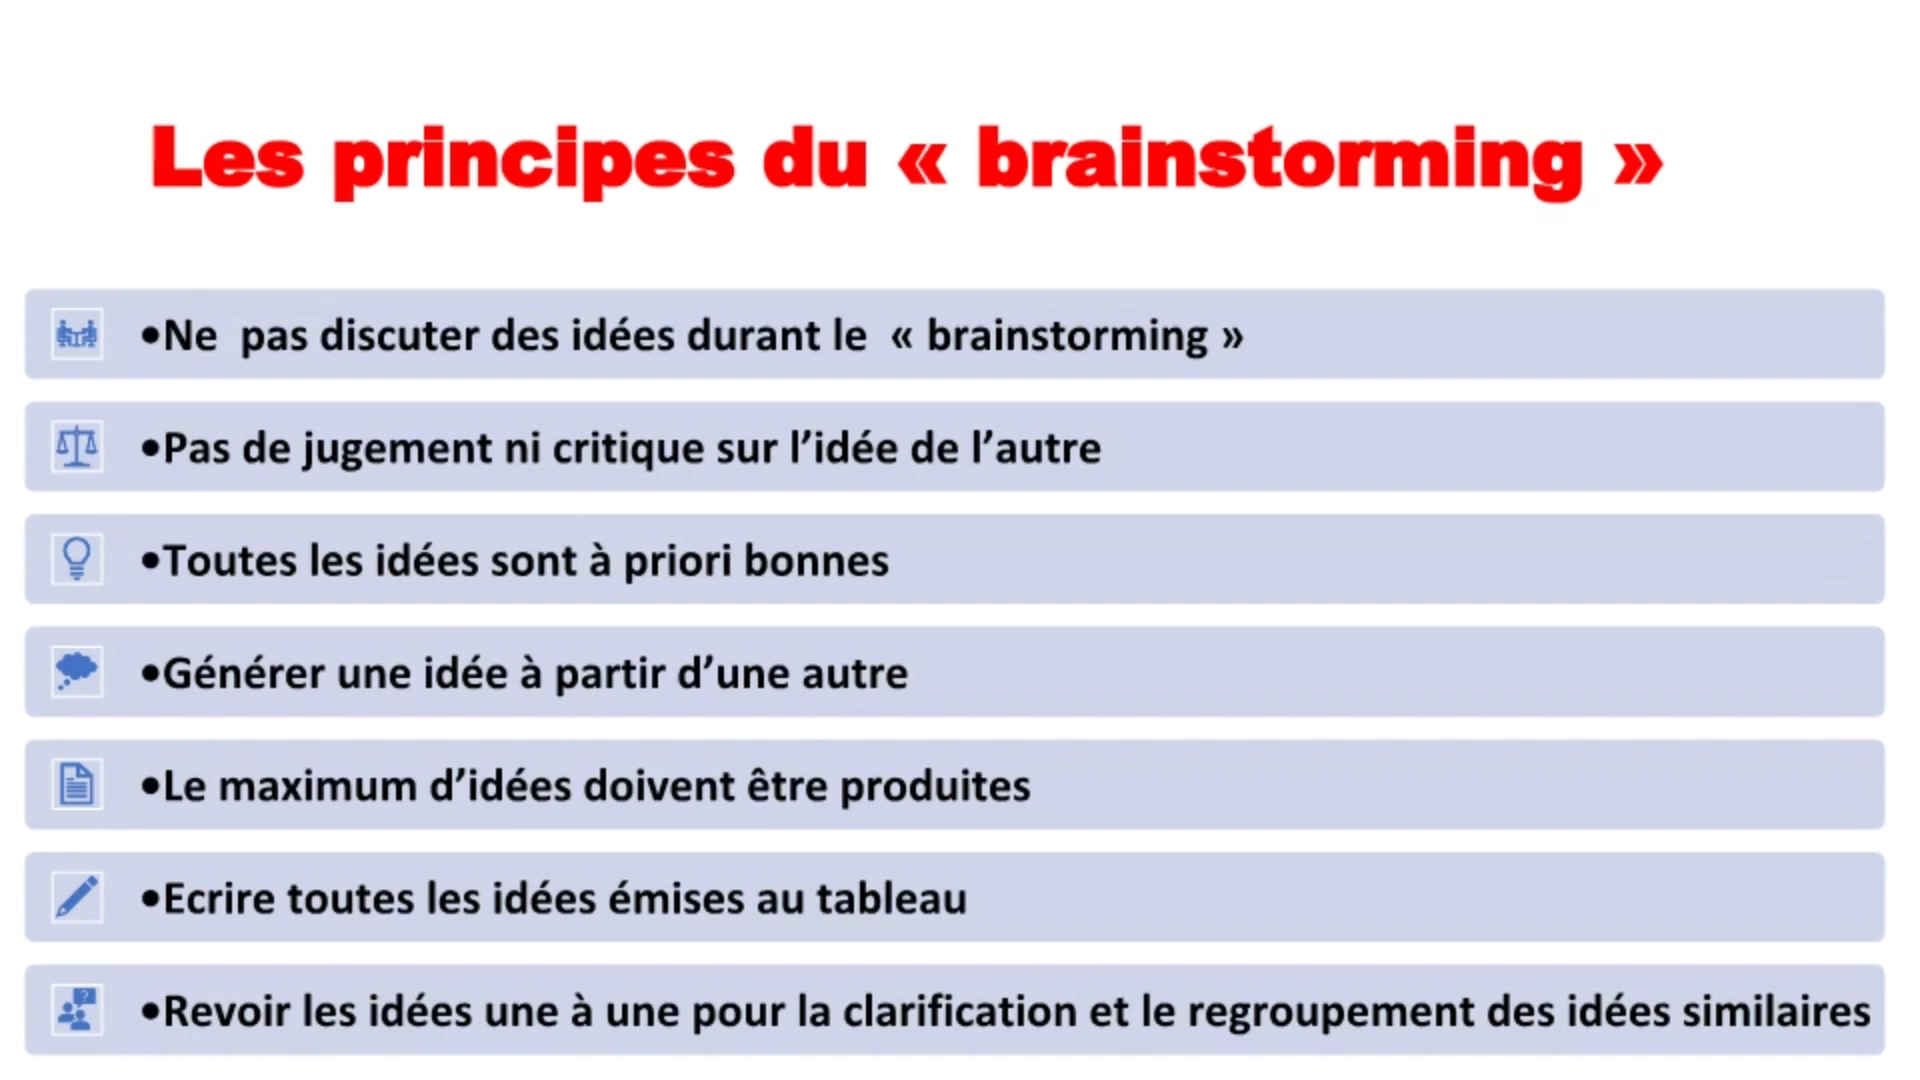 Les principes du « brainstorming »
•Ne pas discuter des idées durant le « brainstorming »
•Pas de jugement ni critique sur l’idée de l’autre
•Toutes les idées sont à priori bonnes
•Générer une idée à partir d’une autre
•Le maximum d’idées doivent être produites
•Ecrire toutes les idées émises au tableau
•Revoir les idées une à une pour la clarification et le regroupement des idées similaires